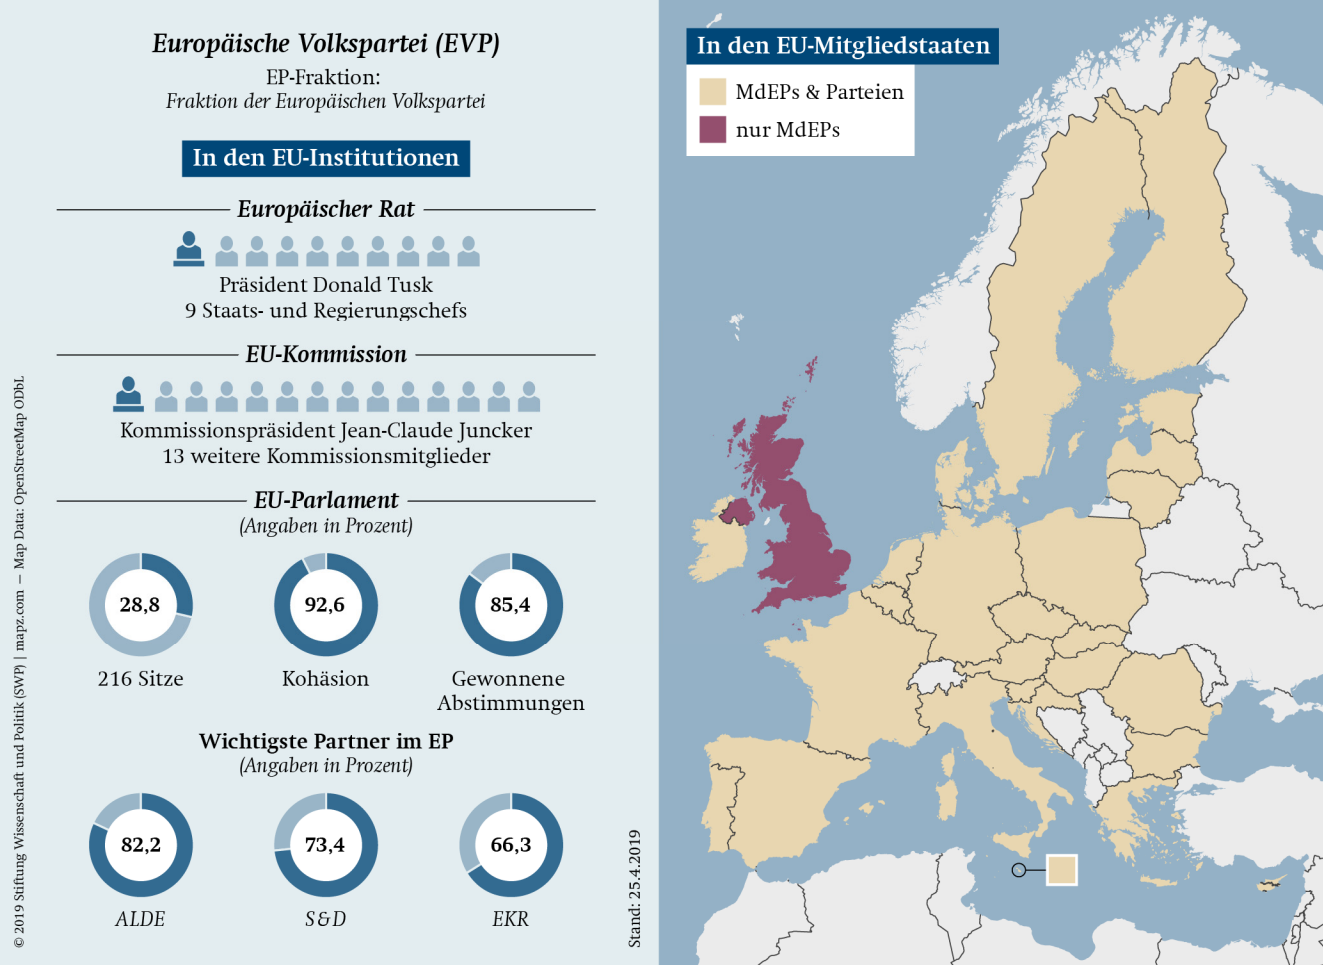 Europäische Volkspartei (EVP)
EP-Fraktion:
Fraktion der Europäischen Volkspartei
In den EU-Institutionen
Europäischer Rat
Präsident Donald Tusk
9 Staats- und Regierungschefs
EU-Kommission
Kommissionspräsident Jean-Claude Juncker
13 weitere Kommissionsmitglieder
EU-Parlament
(Angaben in Prozent)
28,8
92,6
85,4
216 Sitze
Kohäsion
Gewonnene
Abstimmungen
Wichtigste Partner im EP
(Angaben in Prozent)
82,2
73,4
66,3
ALDE
S&D
EKR
© 2019 Stiftung Wissenschaft und Politik (SWP) | mapz.com — Map Data: OpenStreetMap ODbL
Stand: 25.4.2019
In den EU-Mitgliedstaaten
MdEPs & Parteien
nur MdEPs